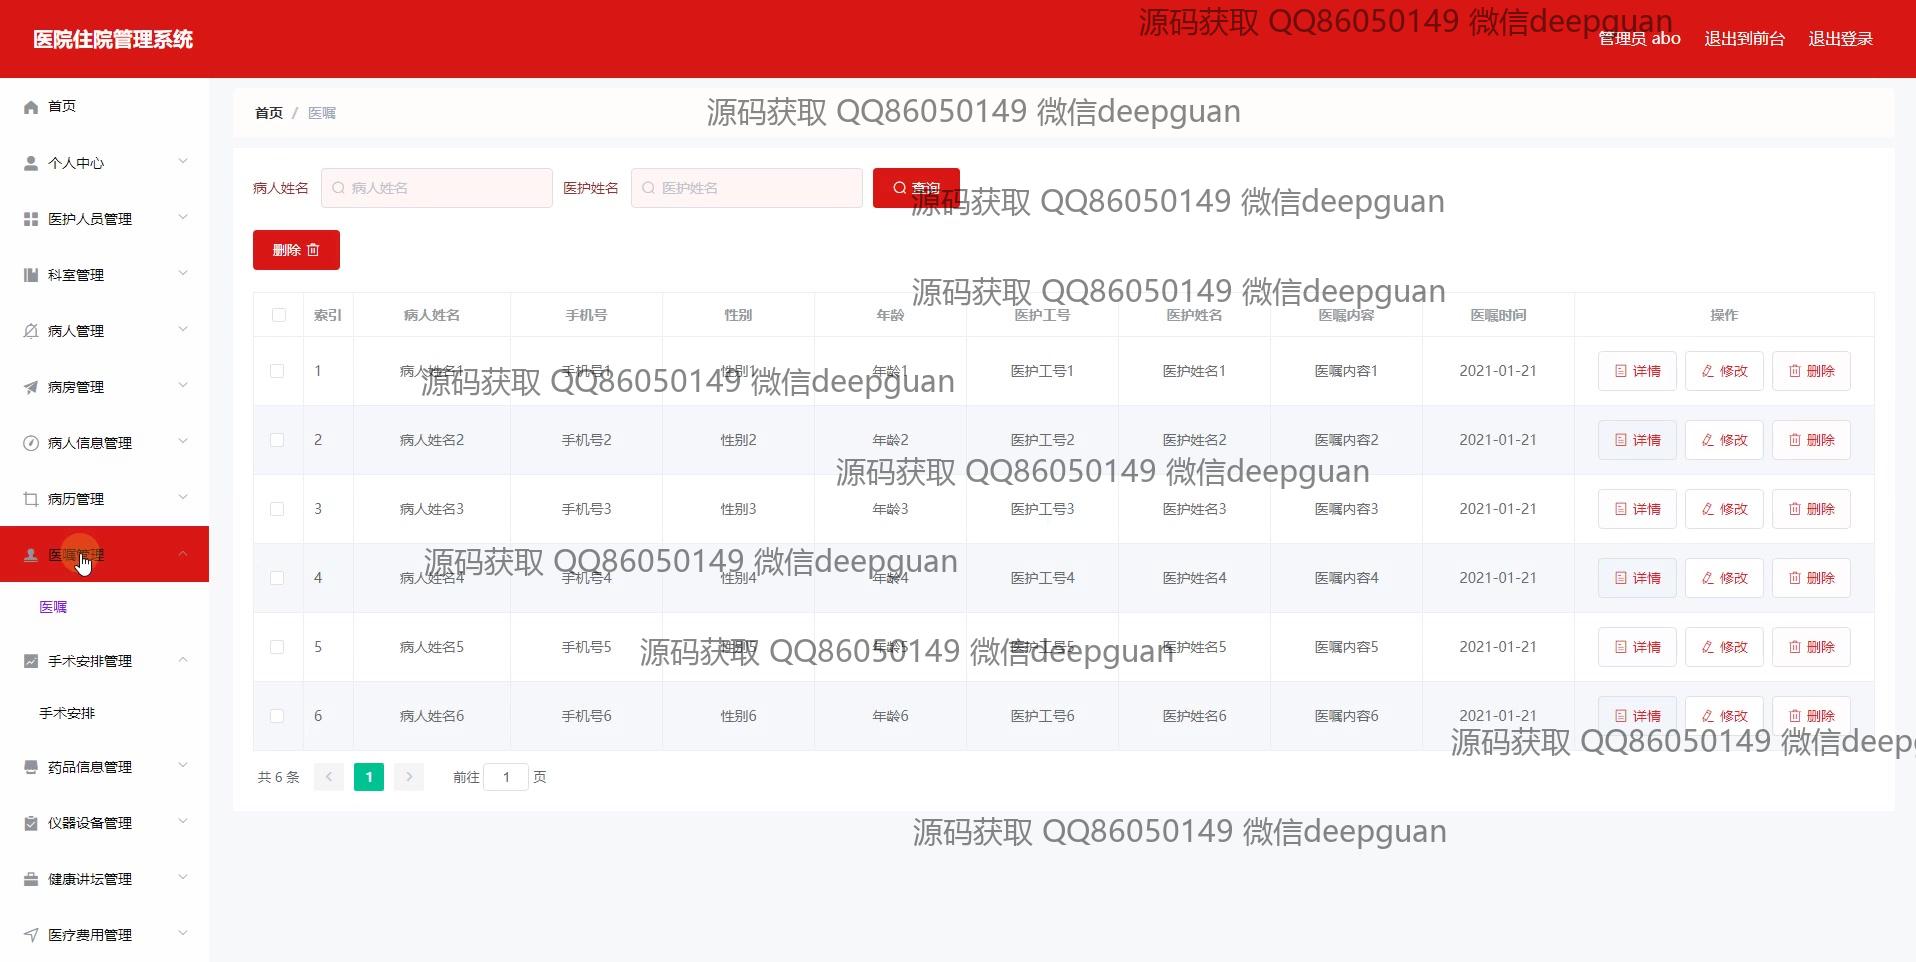 医院住院管理系统
源码获取 QQ86050149 微信deepguan
管理员 abo 退出到前台 退出登录
首页
个人中心
医护人员管理
科室管理
病人管理
病房管理
病人信息管理
病历管理
医嘱管理
医嘱
手术安排管理
手术安排
药品信息管理
仪器设备管理
健康讲坛管理
医疗费用管理
首页 / 医嘱
源码获取 QQ86050149 微信deepguan
病人姓名 病人姓名 医护姓名 医护姓名 查询
源码获取 QQ86050149 微信deepguan
删除
源码获取 QQ86050149 微信deepguan
索引 病人姓名 手机号 性别 年龄 医护工号 医护姓名 医嘱内容 医嘱时间 操作
1 病人姓名1 手机号1 性别1 年龄1 医护工号1 医护姓名1 医嘱内容1 2021-01-21 详情 修改 删除
源码获取 QQ86050149 微信deepguan
2 病人姓名2 手机号2 性别2 年龄2 医护工号2 医护姓名2 医嘱内容2 2021-01-21 详情 修改 删除
源码获取 QQ86050149 微信deepguan
3 病人姓名3 手机号3 性别3 年龄3 医护工号3 医护姓名3 医嘱内容3 2021-01-21 详情 修改 删除
源码获取 QQ86050149 微信deepguan
4 病人姓名4 手机号4 性别4 年龄4 医护工号4 医护姓名4 医嘱内容4 2021-01-21 详情 修改 删除
5 病人姓名5 手机号5 性别5 年龄5 医护工号5 医护姓名5 医嘱内容5 2021-01-21 详情 修改 删除
源码获取 QQ86050149 微信deepguan
6 病人姓名6 手机号6 性别6 年龄6 医护工号6 医护姓名6 医嘱内容6 2021-01-21 详情 修改 删除
源码获取 QQ86050149 微信deep
共 6 条 1 前往 1 页
源码获取 QQ86050149 微信deepguan